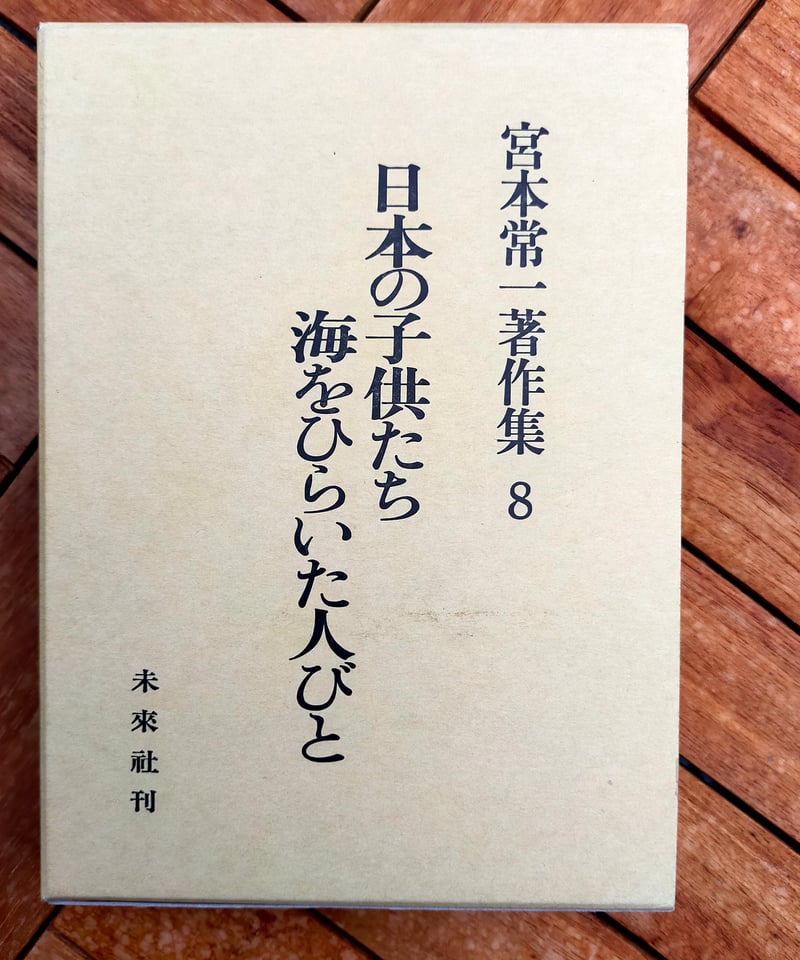 宮本常一著作集 8
日本の子供たち
海をひらいた人びと
未來社刊